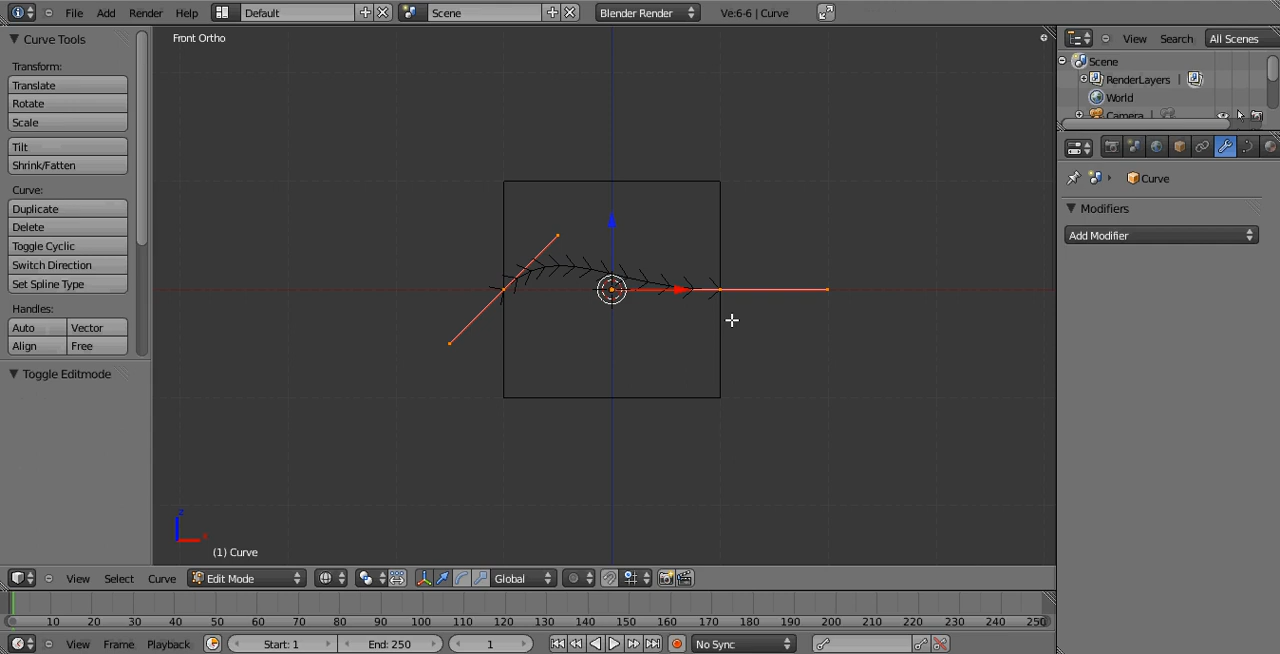 File Add Render Help Default Scene Blender Render Ve:6-6 | Curve
Curve Tools
Transform:
Translate
Rotate
Scale
Tilt
Shrink/Fatten
Curve:
Duplicate
Delete
Toggle Cyclic
Switch Direction
Set Spline Type
Handles:
Auto Vector
Align Free
Toggle Editmode
Front Ortho
z
(1) Curve
View Select Curve Edit Mode Global
10 20 30 40 50 60 70 80 90 100 110 120 130 140 150 160 170 180 190 200 210 220 230 240 250
View Frame Playback Start: 1 End: 250 1 No Sync
View Search All Scenes
Scene
RenderLayers |
World
Camera |
Curve
Modifiers
Add Modifier